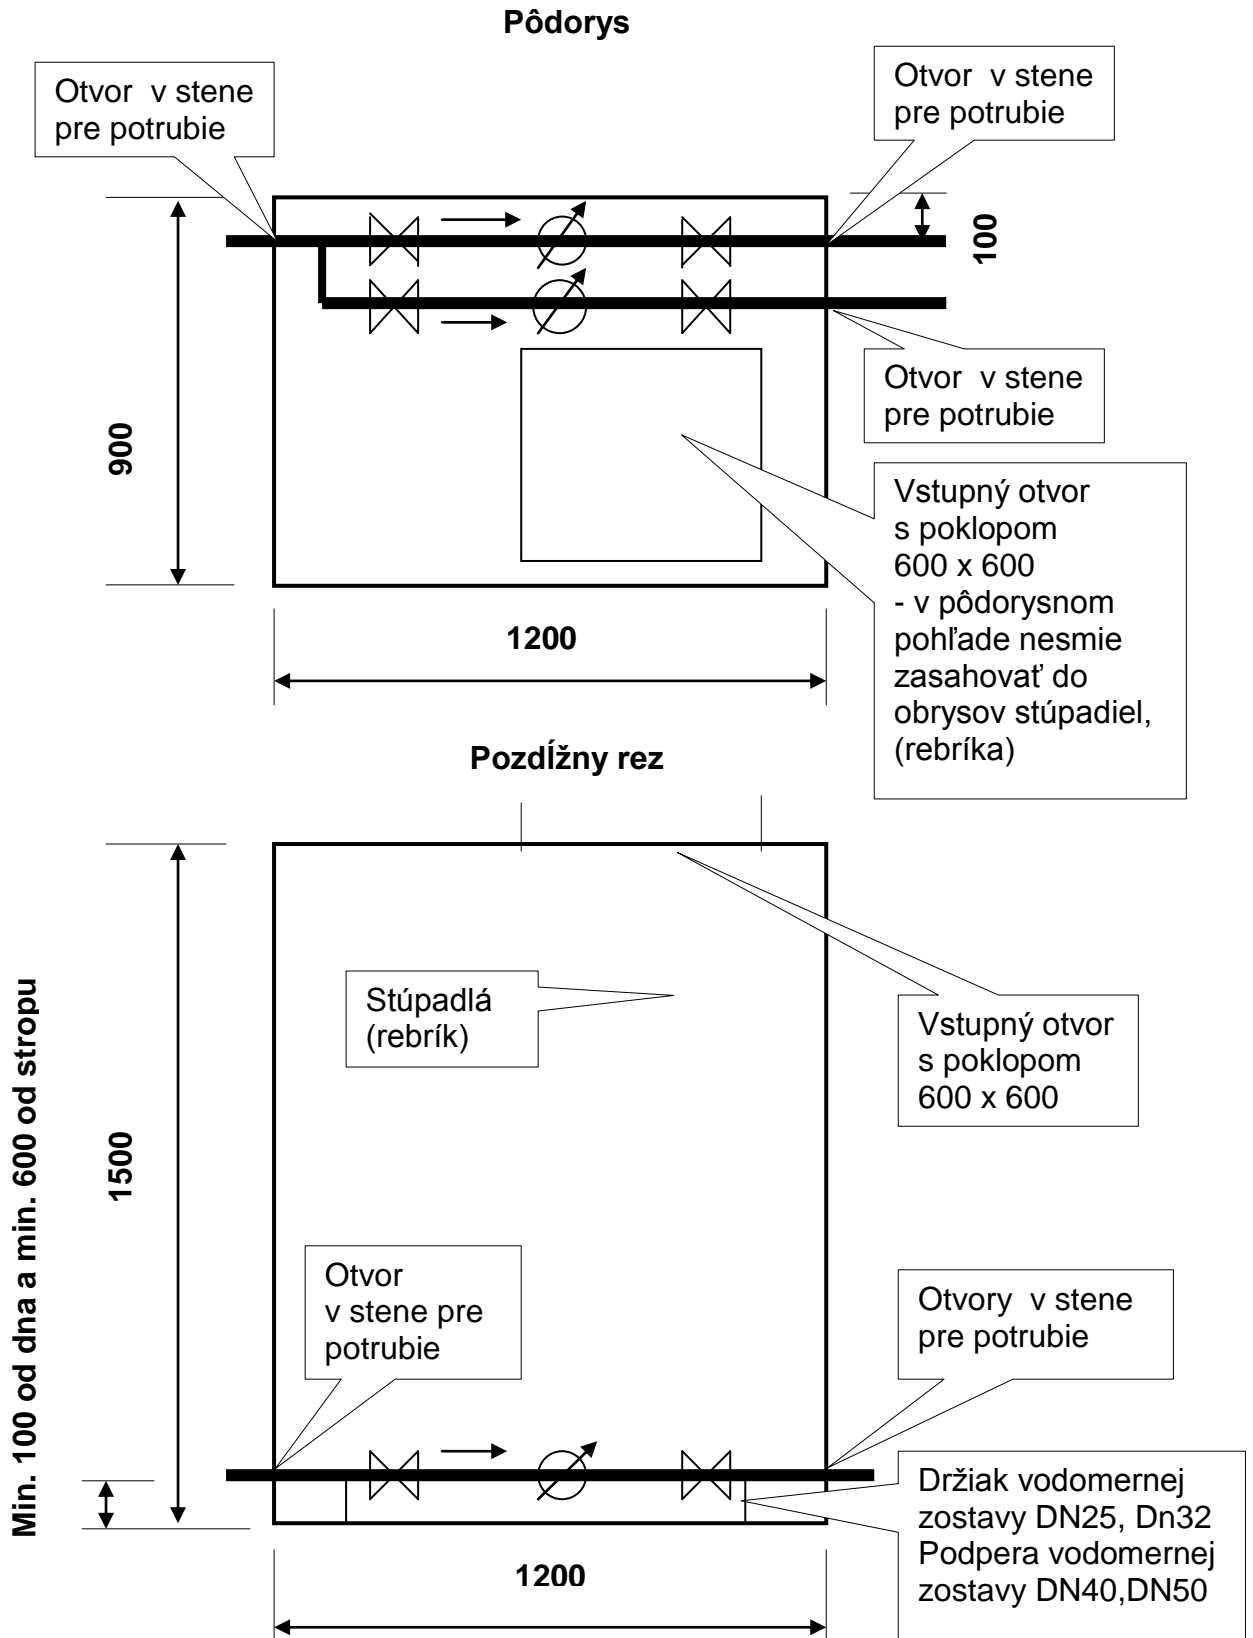 Pôdorys
Otvor v stene
pre potrubie
Otvor v stene
pre potrubie
100
Otvor v stene
pre potrubie
900
Vstupný otvor
s poklopom
600 x 600
- v pôdorysnom
pohľade nesmie
zasahovať do
obrysov stúpadiel,
(rebríka)
1200
Pozdĺžny rez
Stúpadlá
(rebrík)
Vstupný otvor
s poklopom
600 x 600
Min. 100 od dna a min. 600 od stropu
1500
Otvor
v stene pre
potrubie
Otvory v stene
pre potrubie
Držiak vodomernej
zostavy DN25, Dn32
Podpera vodomernej
zostavy DN40,DN50
1200